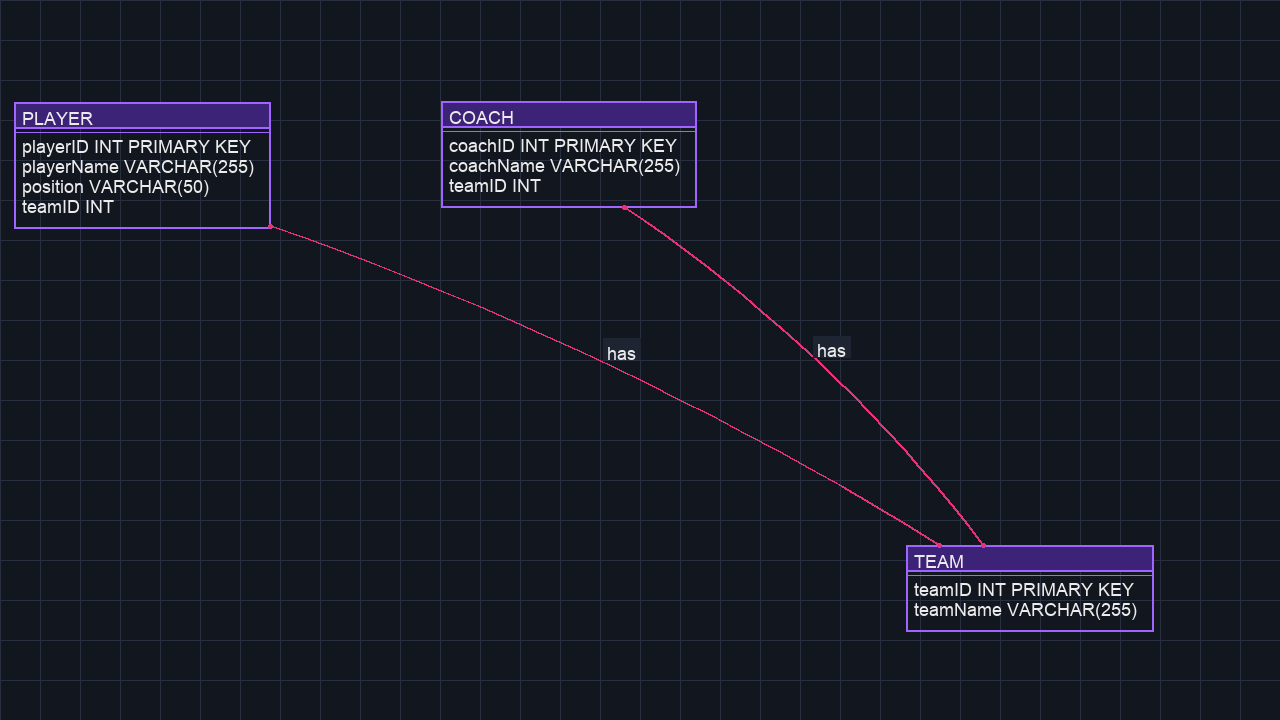 PLAYER
playerID INT PRIMARY KEY
playerName VARCHAR(255)
position VARCHAR(50)
teamID INT
COACH
coachID INT PRIMARY KEY
coachName VARCHAR(255)
teamID INT
has
has
TEAM
teamID INT PRIMARY KEY
teamName VARCHAR(255)